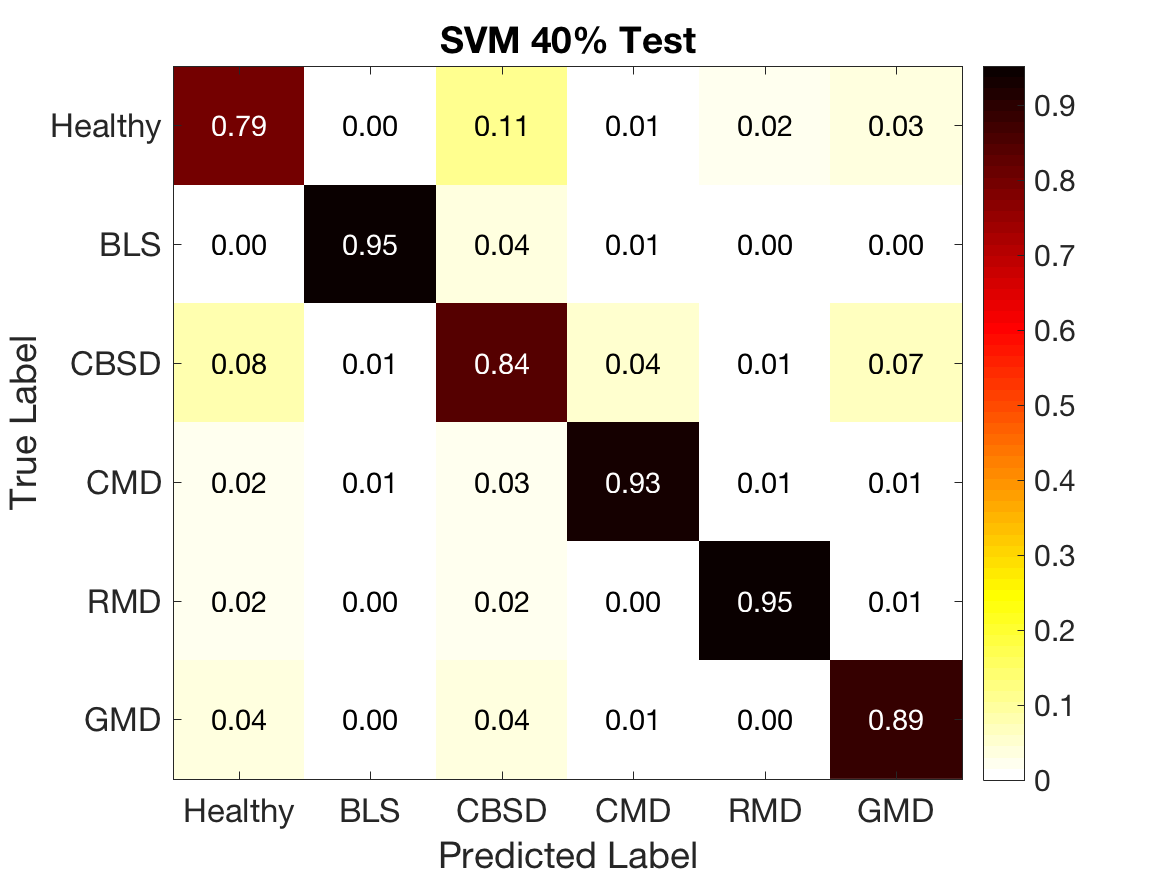 SVM 40% Test
Healthy 0.79 0.00 0.11 0.01 0.02 0.03
BLS 0.00 0.95 0.04 0.01 0.00 0.00
CBSD 0.08 0.01 0.84 0.04 0.01 0.07
CMD 0.02 0.01 0.03 0.93 0.01 0.01
RMD 0.02 0.00 0.02 0.00 0.95 0.01
GMD 0.04 0.00 0.04 0.01 0.00 0.89
Healthy BLS CBSD CMD RMD GMD
Predicted Label
True Label
0.9
0.8
0.7
0.6
0.5
0.4
0.3
0.2
0.1
0